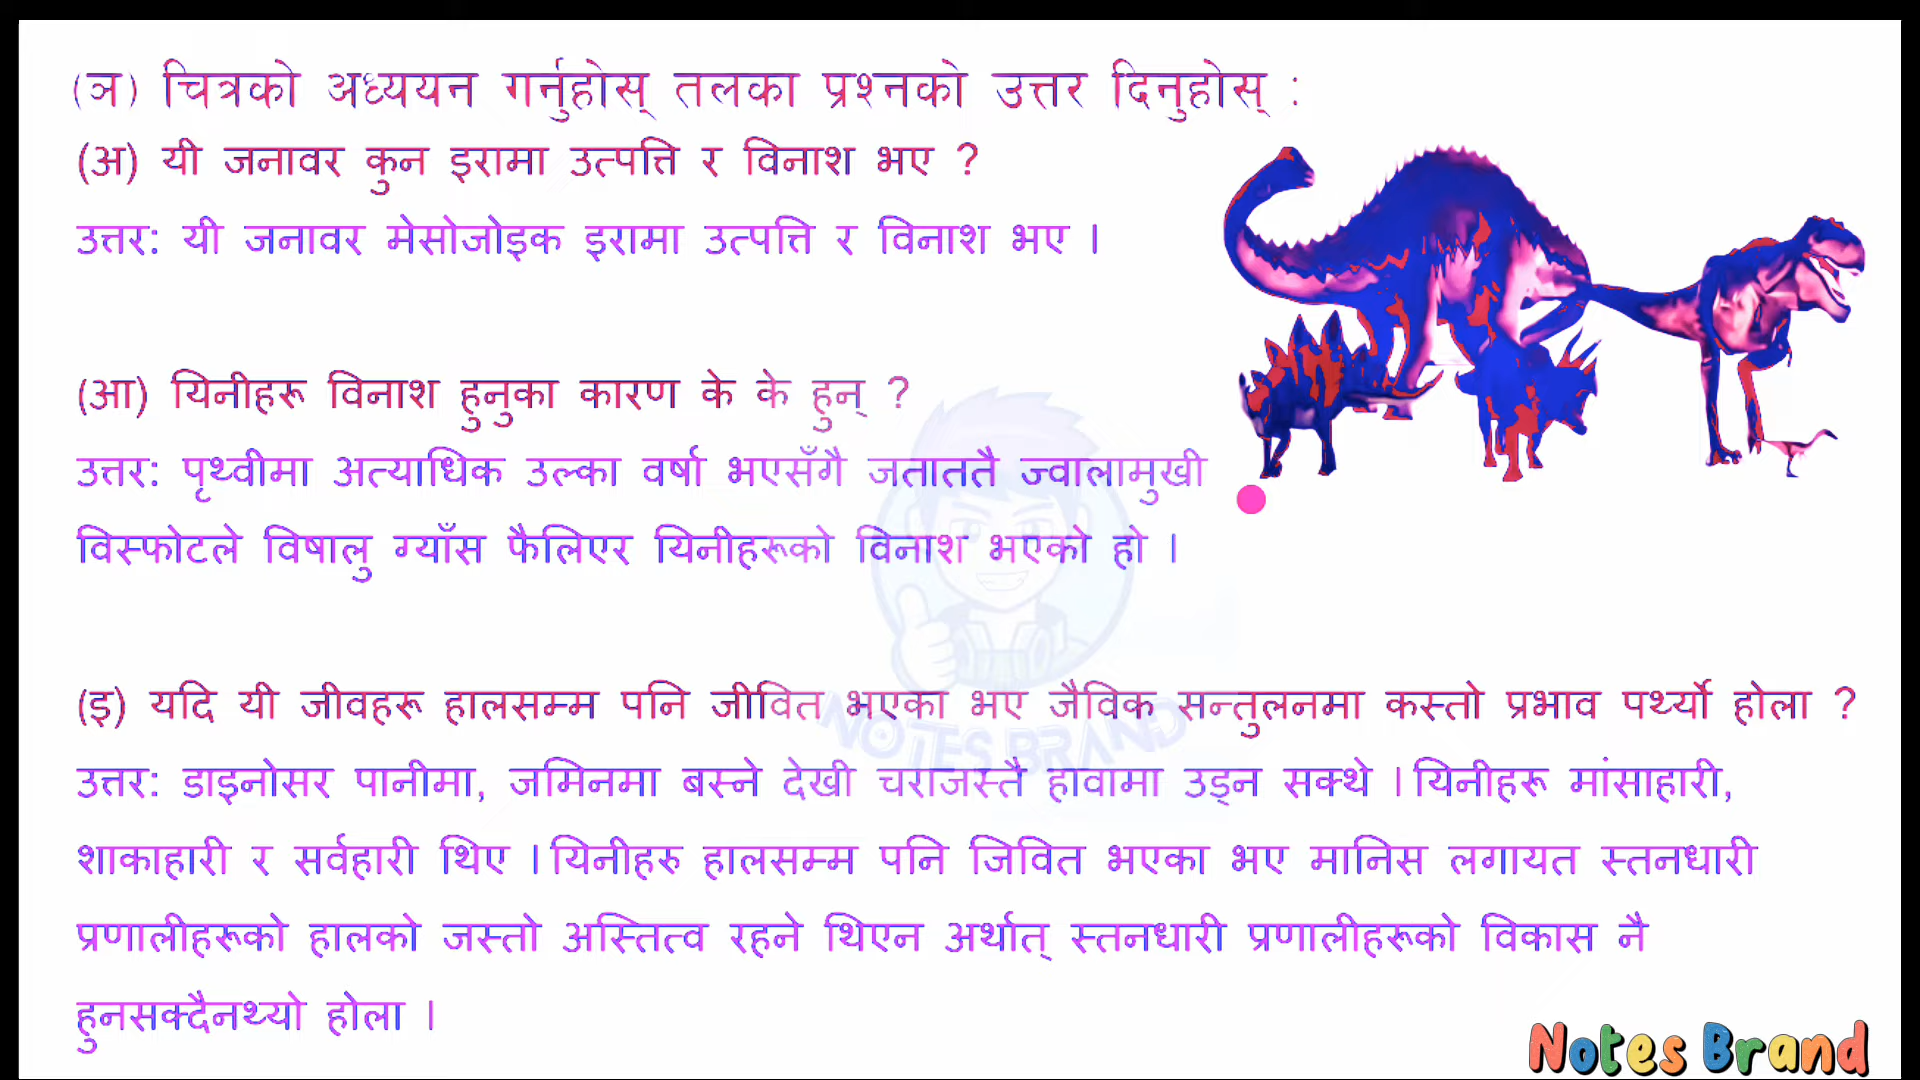 (ञ) चित्रको अध्ययन गर्नुहोस् तलका प्रश्नको उत्तर दिनुहोस् :
(अ) यी जनावर कुन इरामा उत्पत्ति र विनाश भए ?
उत्तर: यी जनावर मेसोजोइक इरामा उत्पत्ति र विनाश भए ।
(आ) यिनीहरू विनाश हुनुका कारण के के हुन् ?
उत्तर: पृथ्वीमा अत्याधिक उल्का वर्षा भएसँगै जताततै ज्वालामुखी
विस्फोटले विषालु ग्याँस फैलिएर यिनीहरूको विनाश भएको हो ।
(इ) यदि यी जीवहरू हालसम्म पनि जीवित भएका भए जैविक सन्तुलनमा कस्तो प्रभाव पर्थ्यो होला ?
NOTES BRAND
उत्तर: डाइनोसर पानीमा, जमिनमा बस्ने देखी चराजस्तै हावामा उड्न सक्थे । यिनीहरू मांसाहारी,
शाकाहारी र सर्वहारी थिए । यिनीहरु हालसम्म पनि जिवित भएका भए मानिस लगायत स्तनधारी
प्रणालीहरूको हालको जस्तो अस्तित्व रहने थिएन अर्थात् स्तनधारी प्रणालीहरूको विकास नै
हुनसक्दैनथ्यो होला ।
Notes Brand